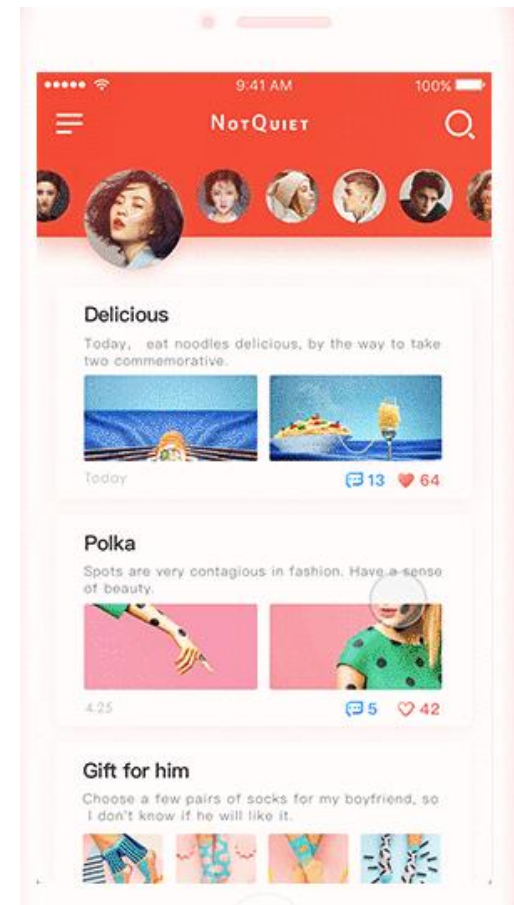 9:41 AM
100%
NOTQUIET
Delicious
Today, eat noodles delicious, by the way to take
two commemorative.
Today
13
64
Polka
Spots are very contagious in fashion. Have a sense
of beauty.
4.25
5
42
Gift for him
Choose a few pairs of socks for my boyfriend, so
I don't know if he will like it.